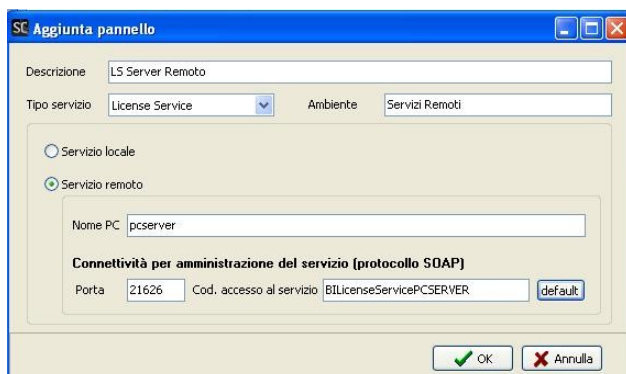 SC Aggiunta pannello
Descrizione LS Server Remoto
Tipo servizio License Service Ambiente Servizi Remoti
Servizio locale
Servizio remoto
Nome PC pcserver
Connettività per amministrazione del servizio (protocollo SOAP)
Porta 21626 Cod. accesso al servizio BILicenseServicePCSERVER default
OK Annulla